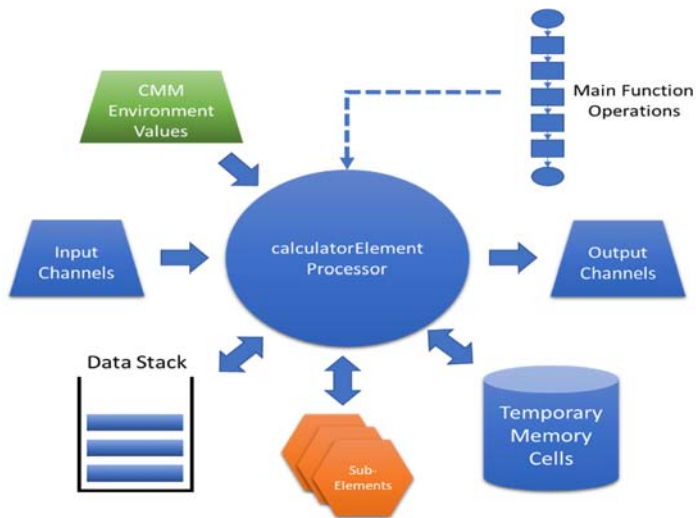 CMM
Environment
Values
Main Function
Operations
Input
Channels
calculatorElement
Processor
Output
Channels
Data Stack
Sub-
Elements
Temporary
Memory
Cells